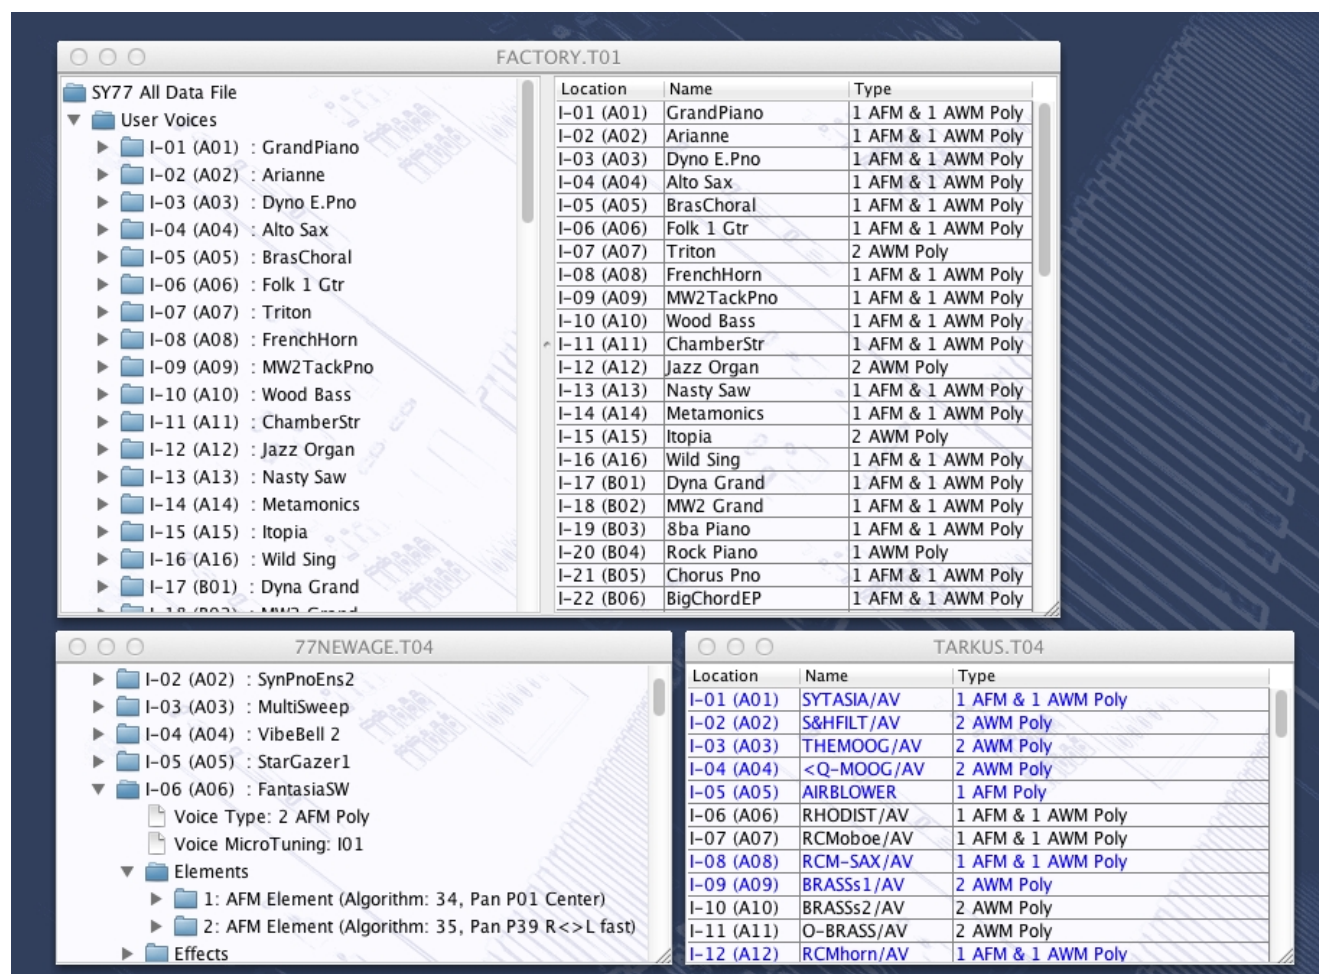 FACTORY.T01
SY77 All Data File
User Voices
I-01 (A01) : GrandPiano
I-02 (A02) : Arianne
I-03 (A03) : Dyno E.Pno
I-04 (A04) : Alto Sax
I-05 (A05) : BrasChoral
I-06 (A06) : Folk 1 Gtr
I-07 (A07) : Triton
I-08 (A08) : FrenchHorn
I-09 (A09) : MW2TackPno
I-10 (A10) : Wood Bass
I-11 (A11) : ChamberStr
I-12 (A12) : Jazz Organ
I-13 (A13) : Nasty Saw
I-14 (A14) : Metamonics
I-15 (A15) : Itopia
I-16 (A16) : Wild Sing
I-17 (B01) : Dyna Grand
I-18 (B02) : MW2 Grand
Location Name Type
I-01 (A01) GrandPiano 1 AFM & 1 AWM Poly
I-02 (A02) Arianne 1 AFM & 1 AWM Poly
I-03 (A03) Dyno E.Pno 1 AFM & 1 AWM Poly
I-04 (A04) Alto Sax 1 AFM & 1 AWM Poly
I-05 (A05) BrasChoral 1 AFM & 1 AWM Poly
I-06 (A06) Folk 1 Gtr 1 AFM & 1 AWM Poly
I-07 (A07) Triton 2 AWM Poly
I-08 (A08) FrenchHorn 1 AFM & 1 AWM Poly
I-09 (A09) MW2TackPno 1 AFM & 1 AWM Poly
I-10 (A10) Wood Bass 1 AFM & 1 AWM Poly
I-11 (A11) ChamberStr 1 AFM & 1 AWM Poly
I-12 (A12) Jazz Organ 2 AWM Poly
I-13 (A13) Nasty Saw 1 AFM & 1 AWM Poly
I-14 (A14) Metamonics 1 AFM & 1 AWM Poly
I-15 (A15) Itopia 2 AWM Poly
I-16 (A16) Wild Sing 1 AFM & 1 AWM Poly
I-17 (B01) Dyna Grand 1 AFM & 1 AWM Poly
I-18 (B02) MW2 Grand 1 AFM & 1 AWM Poly
I-19 (B03) 8ba Piano 1 AFM & 1 AWM Poly
I-20 (B04) Rock Piano 1 AWM Poly
I-21 (B05) Chorus Pno 1 AFM & 1 AWM Poly
I-22 (B06) BigChordEP 1 AFM & 1 AWM Poly
77NEWAGE.T04
I-02 (A02) : SynPnoEns2
I-03 (A03) : MultiSweep
I-04 (A04) : VibeBell 2
I-05 (A05) : StarGazer1
I-06 (A06) : FantasiaSW
Voice Type: 2 AFM Poly
Voice MicroTuning: I01
Elements
1: AFM Element (Algorithm: 34, Pan P01 Center)
2: AFM Element (Algorithm: 35, Pan P39 R<>L fast)
Effects
TARKUS.T04
Location Name Type
I-01 (A01) SYTASIA/AV 1 AFM & 1 AWM Poly
I-02 (A02) S&HFILT/AV 2 AWM Poly
I-03 (A03) THEMOOG/AV 2 AWM Poly
I-04 (A04) <Q-MOOG/AV 2 AWM Poly
I-05 (A05) AIRBLOWER 1 AFM Poly
I-06 (A06) RHODIST/AV 1 AFM & 1 AWM Poly
I-07 (A07) RCMoboe/AV 1 AFM & 1 AWM Poly
I-08 (A08) RCM-SAX/AV 1 AFM & 1 AWM Poly
I-09 (A09) BRASSs1/AV 2 AWM Poly
I-10 (A10) BRASSs2/AV 2 AWM Poly
I-11 (A11) O-BRASS/AV 2 AWM Poly
I-12 (A12) RCMhorn/AV 1 AFM & 1 AWM Poly